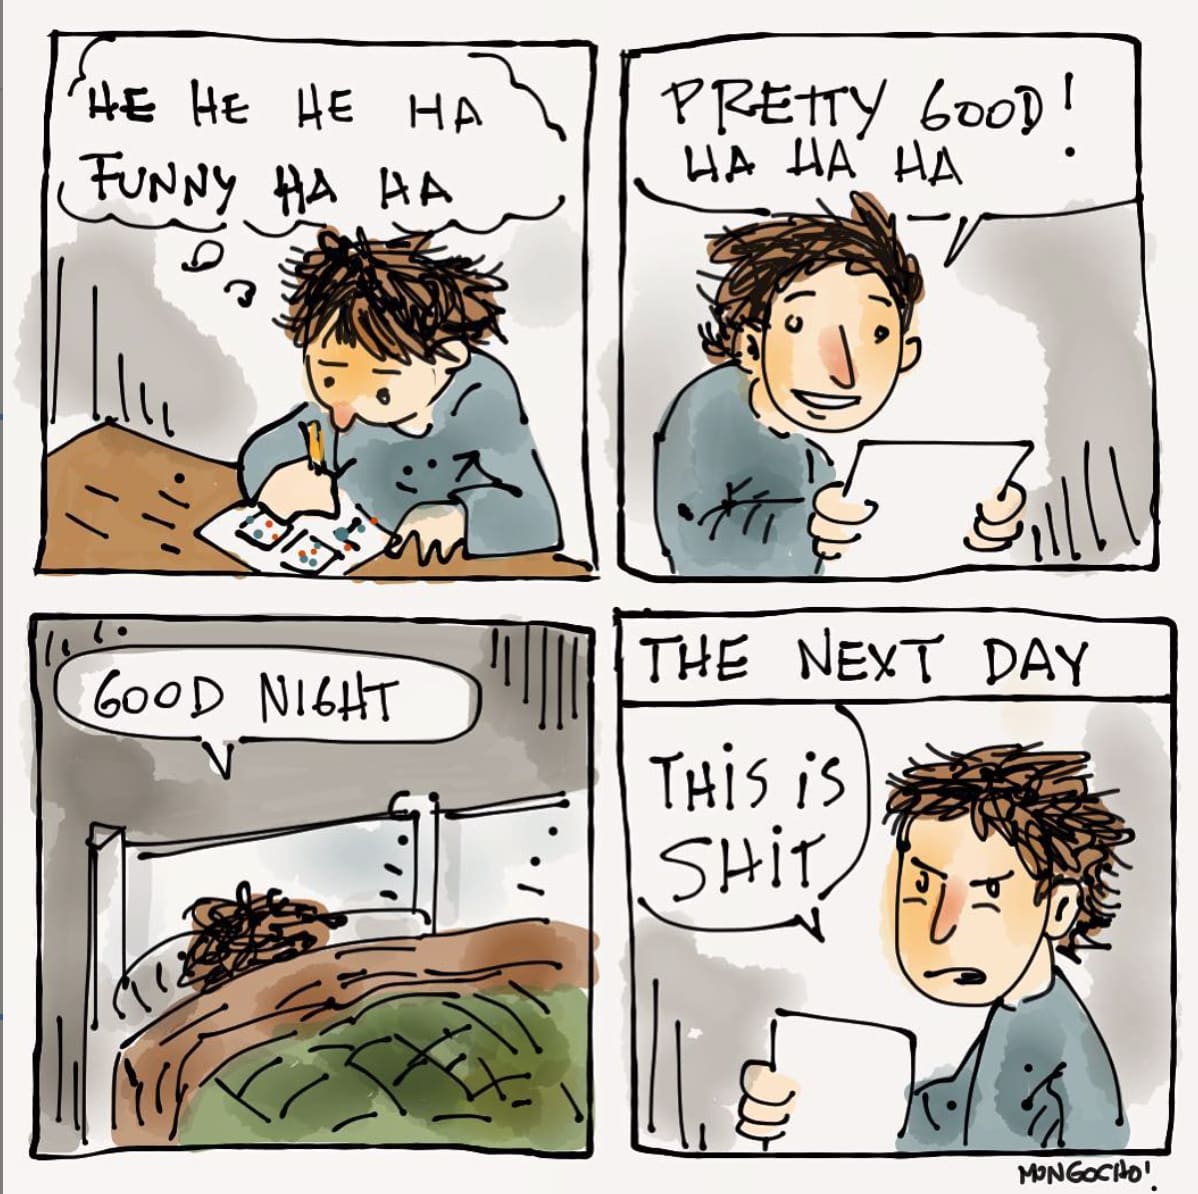 HE HE HE HA
FUNNY HA HA
PRETTY GOOD!
HA HA HA
GOOD NIGHT
THE NEXT DAY
THIS IS
SHIT
MONGOCHO!